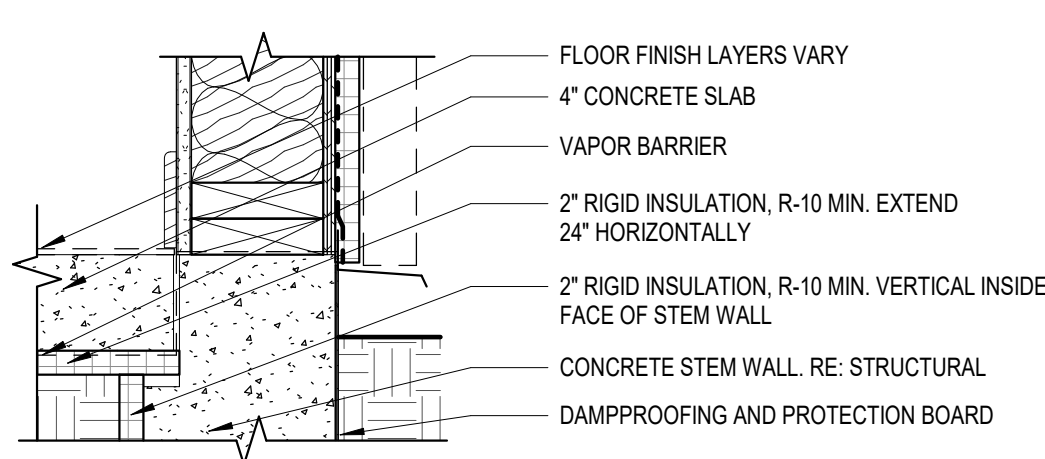 FLOOR FINISH LAYERS VARY
4" CONCRETE SLAB
VAPOR BARRIER
2" RIGID INSULATION, R-10 MIN. EXTEND
24" HORIZONTALLY
2" RIGID INSULATION, R-10 MIN. VERTICAL INSIDE
FACE OF STEM WALL
CONCRETE STEM WALL. RE: STRUCTURAL
DAMPPROOFING AND PROTECTION BOARD